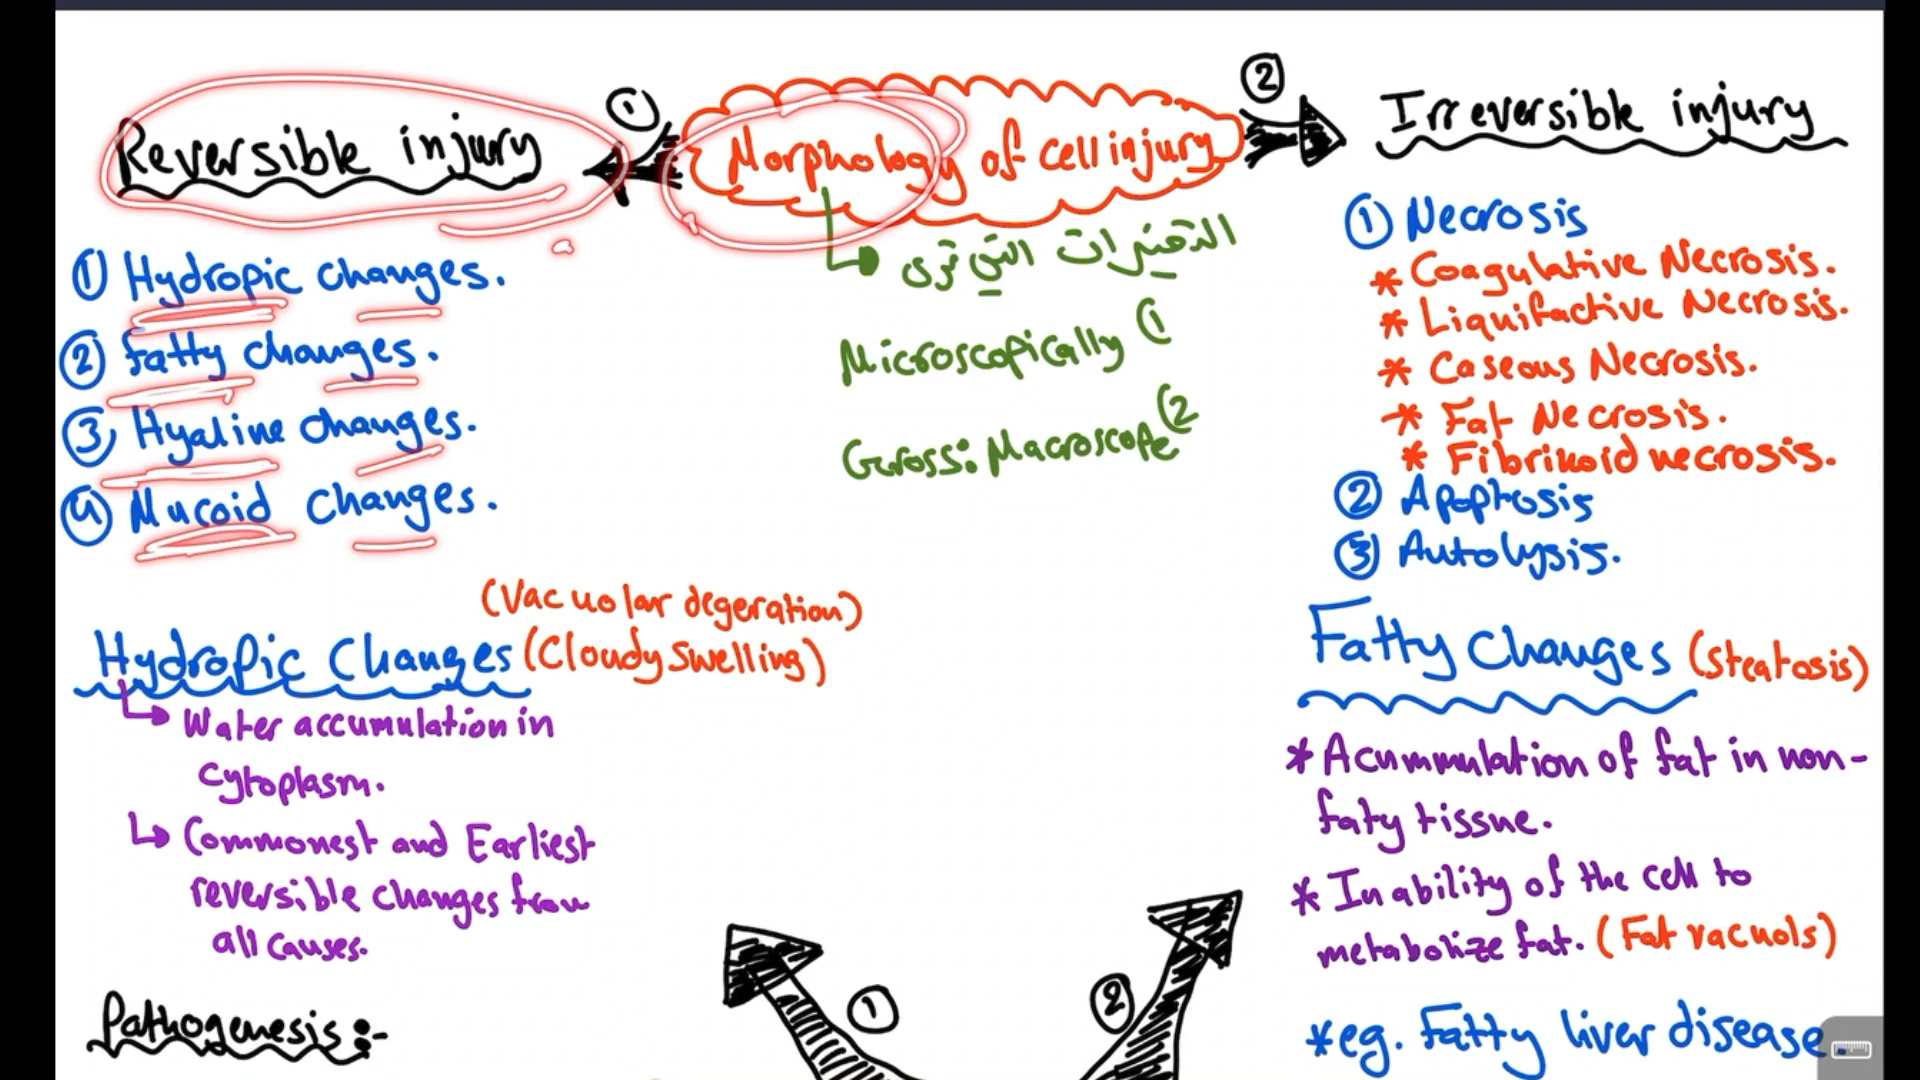 Reversible injury
① Morphology of cell injury ②
Irreversible injury
التغيرات التي ترى
Microscopically ①
Gross: Macroscope ②
① Hydropic changes.
② fatty changes.
③ Hyaline changes.
④ Mucoid changes.
① Necrosis
* Coagulative Necrosis.
* Liquifactive Necrosis.
* Caseous Necrosis.
* Fat Necrosis.
* Fibrinoid necrosis.
② Apoptosis
③ Autolysis.
(Vacuolar degeration)
Hydropic Changes (Cloudy Swelling)
Water accumulation in
cytoplasm.
Commonest and Earliest
reversible changes from
all causes.
Pathogenesis:-
① ②
Fatty Changes (steatosis)
* Acummulation of fat in non-
faty tissue.
* Inability of the cell to
metabolize fat. (Fat vacuols)
* eg. Fatty liver disease